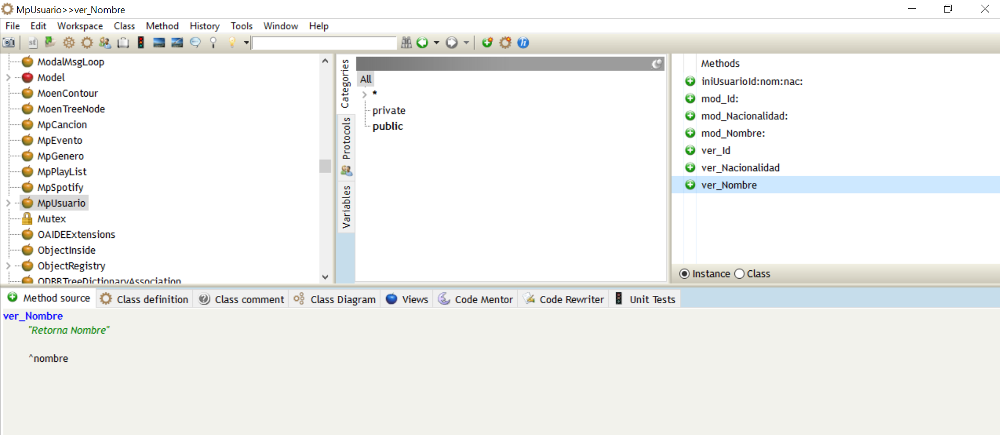 MpUsuario>>ver_Nombre
File Edit Workspace Class Method History Tools Window Help
ModalMsgLoop
Model
MoenContour
MoenTreeNode
MpCancion
MpEvento
MpGenero
MpPlayList
MpSpotify
MpUsuario
Mutex
OAIDEExtensions
ObjectInside
ObjectRegistry
ODBBTreeDictionaryAssociation
Categories
Protocols
Variables
All
*
private
public
Methods
iniUsuarioId:nom:nac:
mod_Id:
mod_Nacionalidad:
mod_Nombre:
ver_Id
ver_Nacionalidad
ver_Nombre
Instance Class
Method source Class definition Class comment Class Diagram Views Code Mentor Code Rewriter Unit Tests
ver_Nombre
"Retorna Nombre"
^nombre